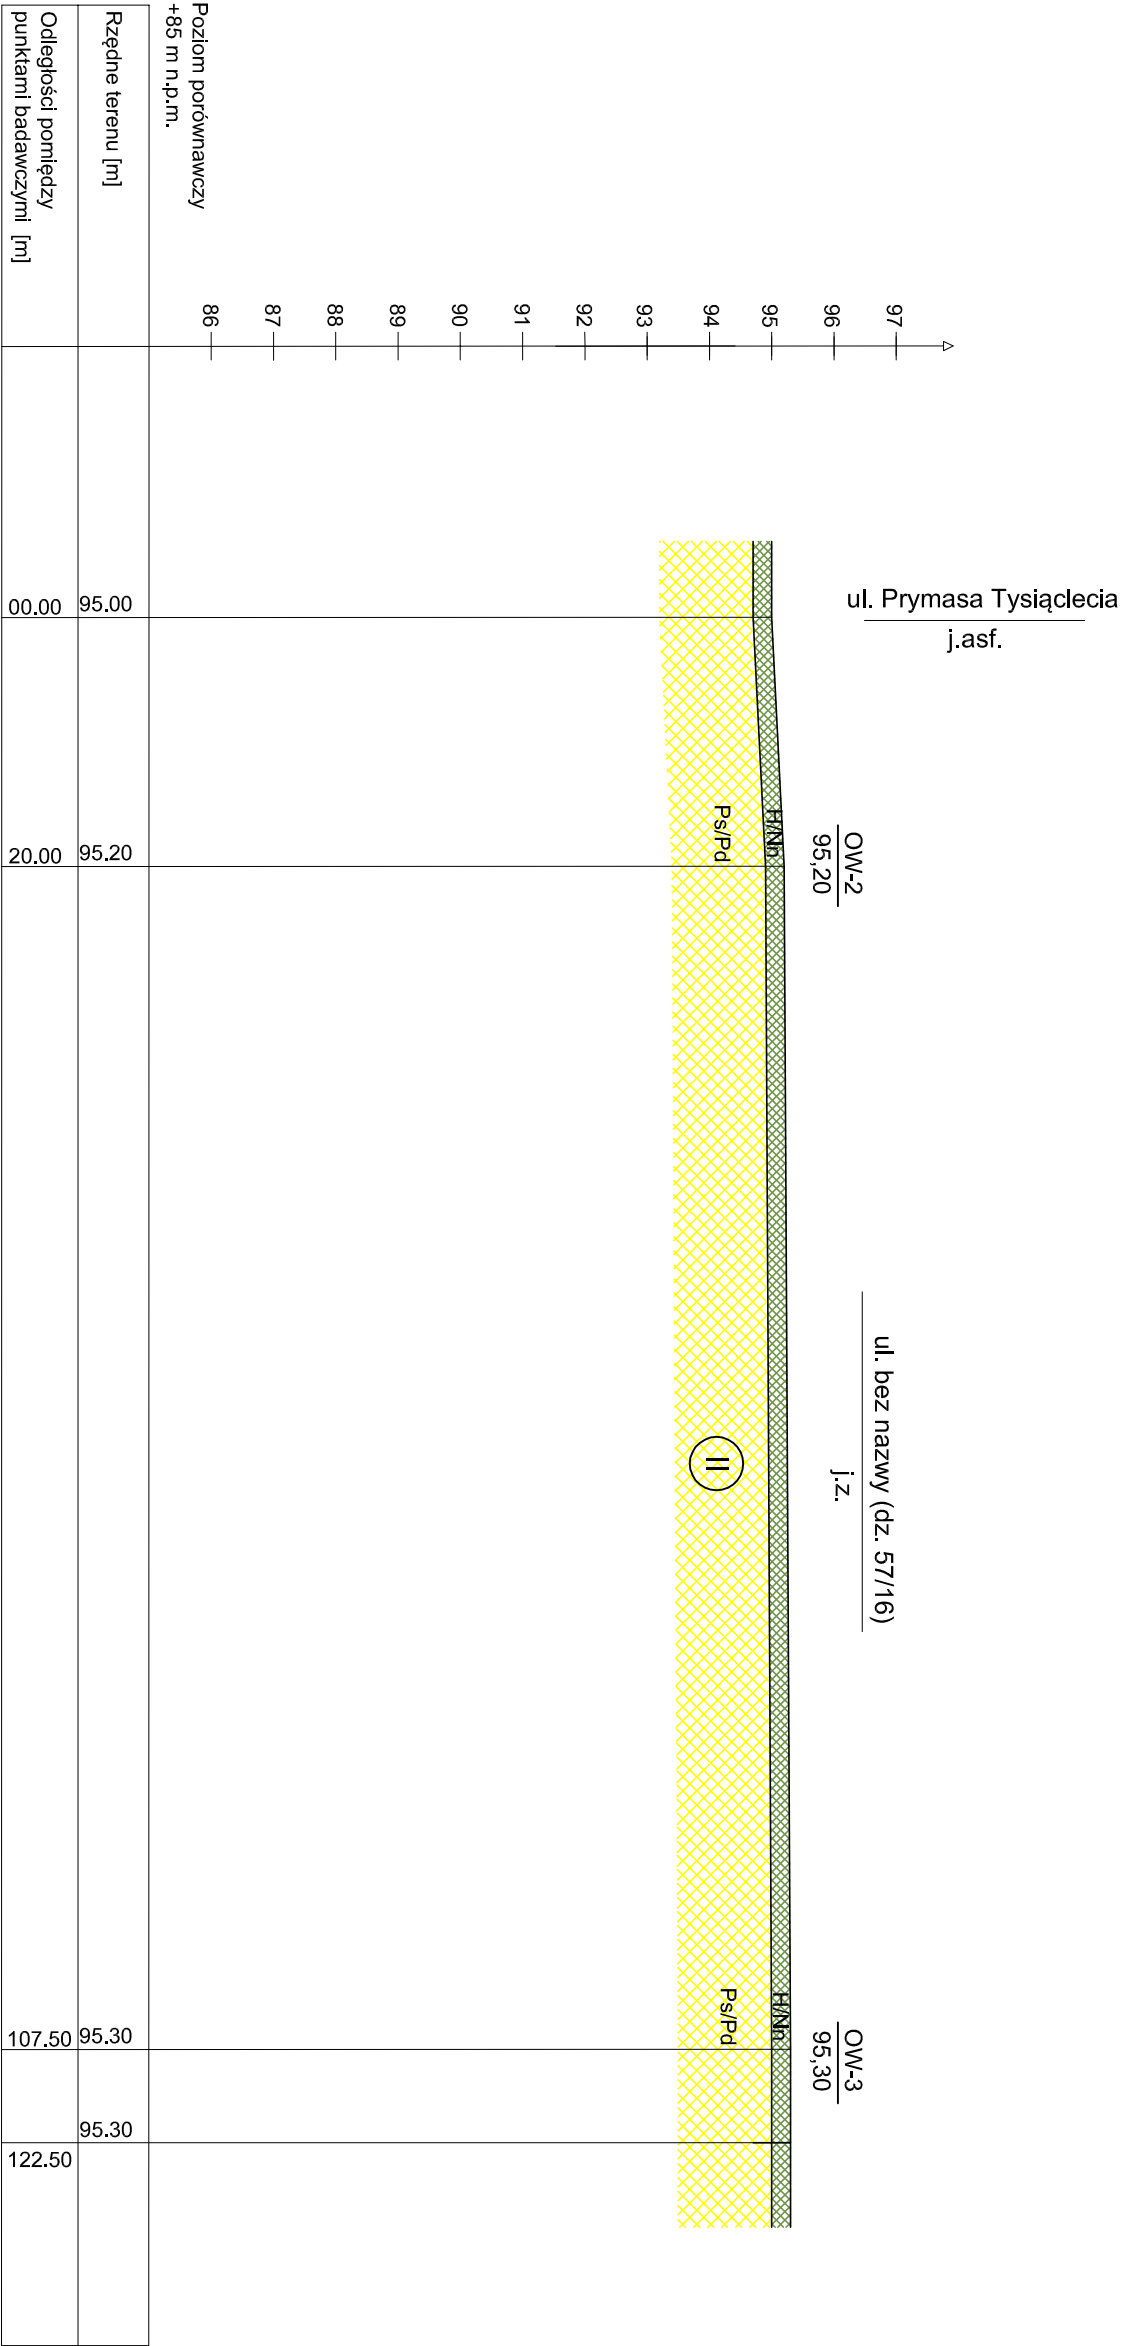 ul. Prymasa Tysiąclecia
j.asf.
ul. bez nazwy (dz. 57/16)
j.z.
OW-2
95,20
OW-3
95,30
97
96
95
94
93
92
91
90
89
88
87
86
H/Nn
Ps/Pd
II
H/Nn
Ps/Pd
Poziom porównawczy
+85 m n.p.m.
Rzędne terenu [m]
95.00
95.20
95.30
95.30
Odległości pomiędzy
punktami badawczymi [m]
00.00
20.00
107.50
122.50